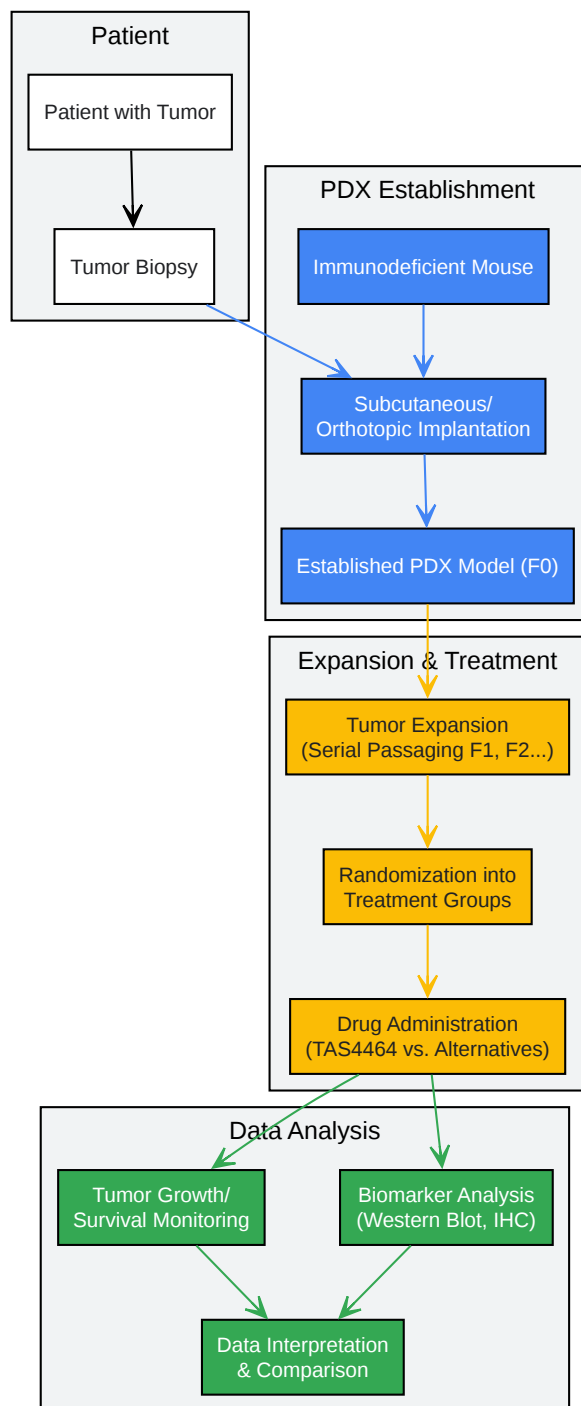 Patient
Patient with Tumor
Tumor Biopsy
PDX Establishment
Immunodeficient Mouse
Subcutaneous/
Orthotopic Implantation
Established PDX Model (F0)
Expansion & Treatment
Tumor Expansion
(Serial Passaging F1, F2...)
Randomization into
Treatment Groups
Drug Administration
(TAS4464 vs. Alternatives)
Data Analysis
Tumor Growth/
Survival Monitoring
Biomarker Analysis
(Western Blot, IHC)
Data Interpretation
& Comparison